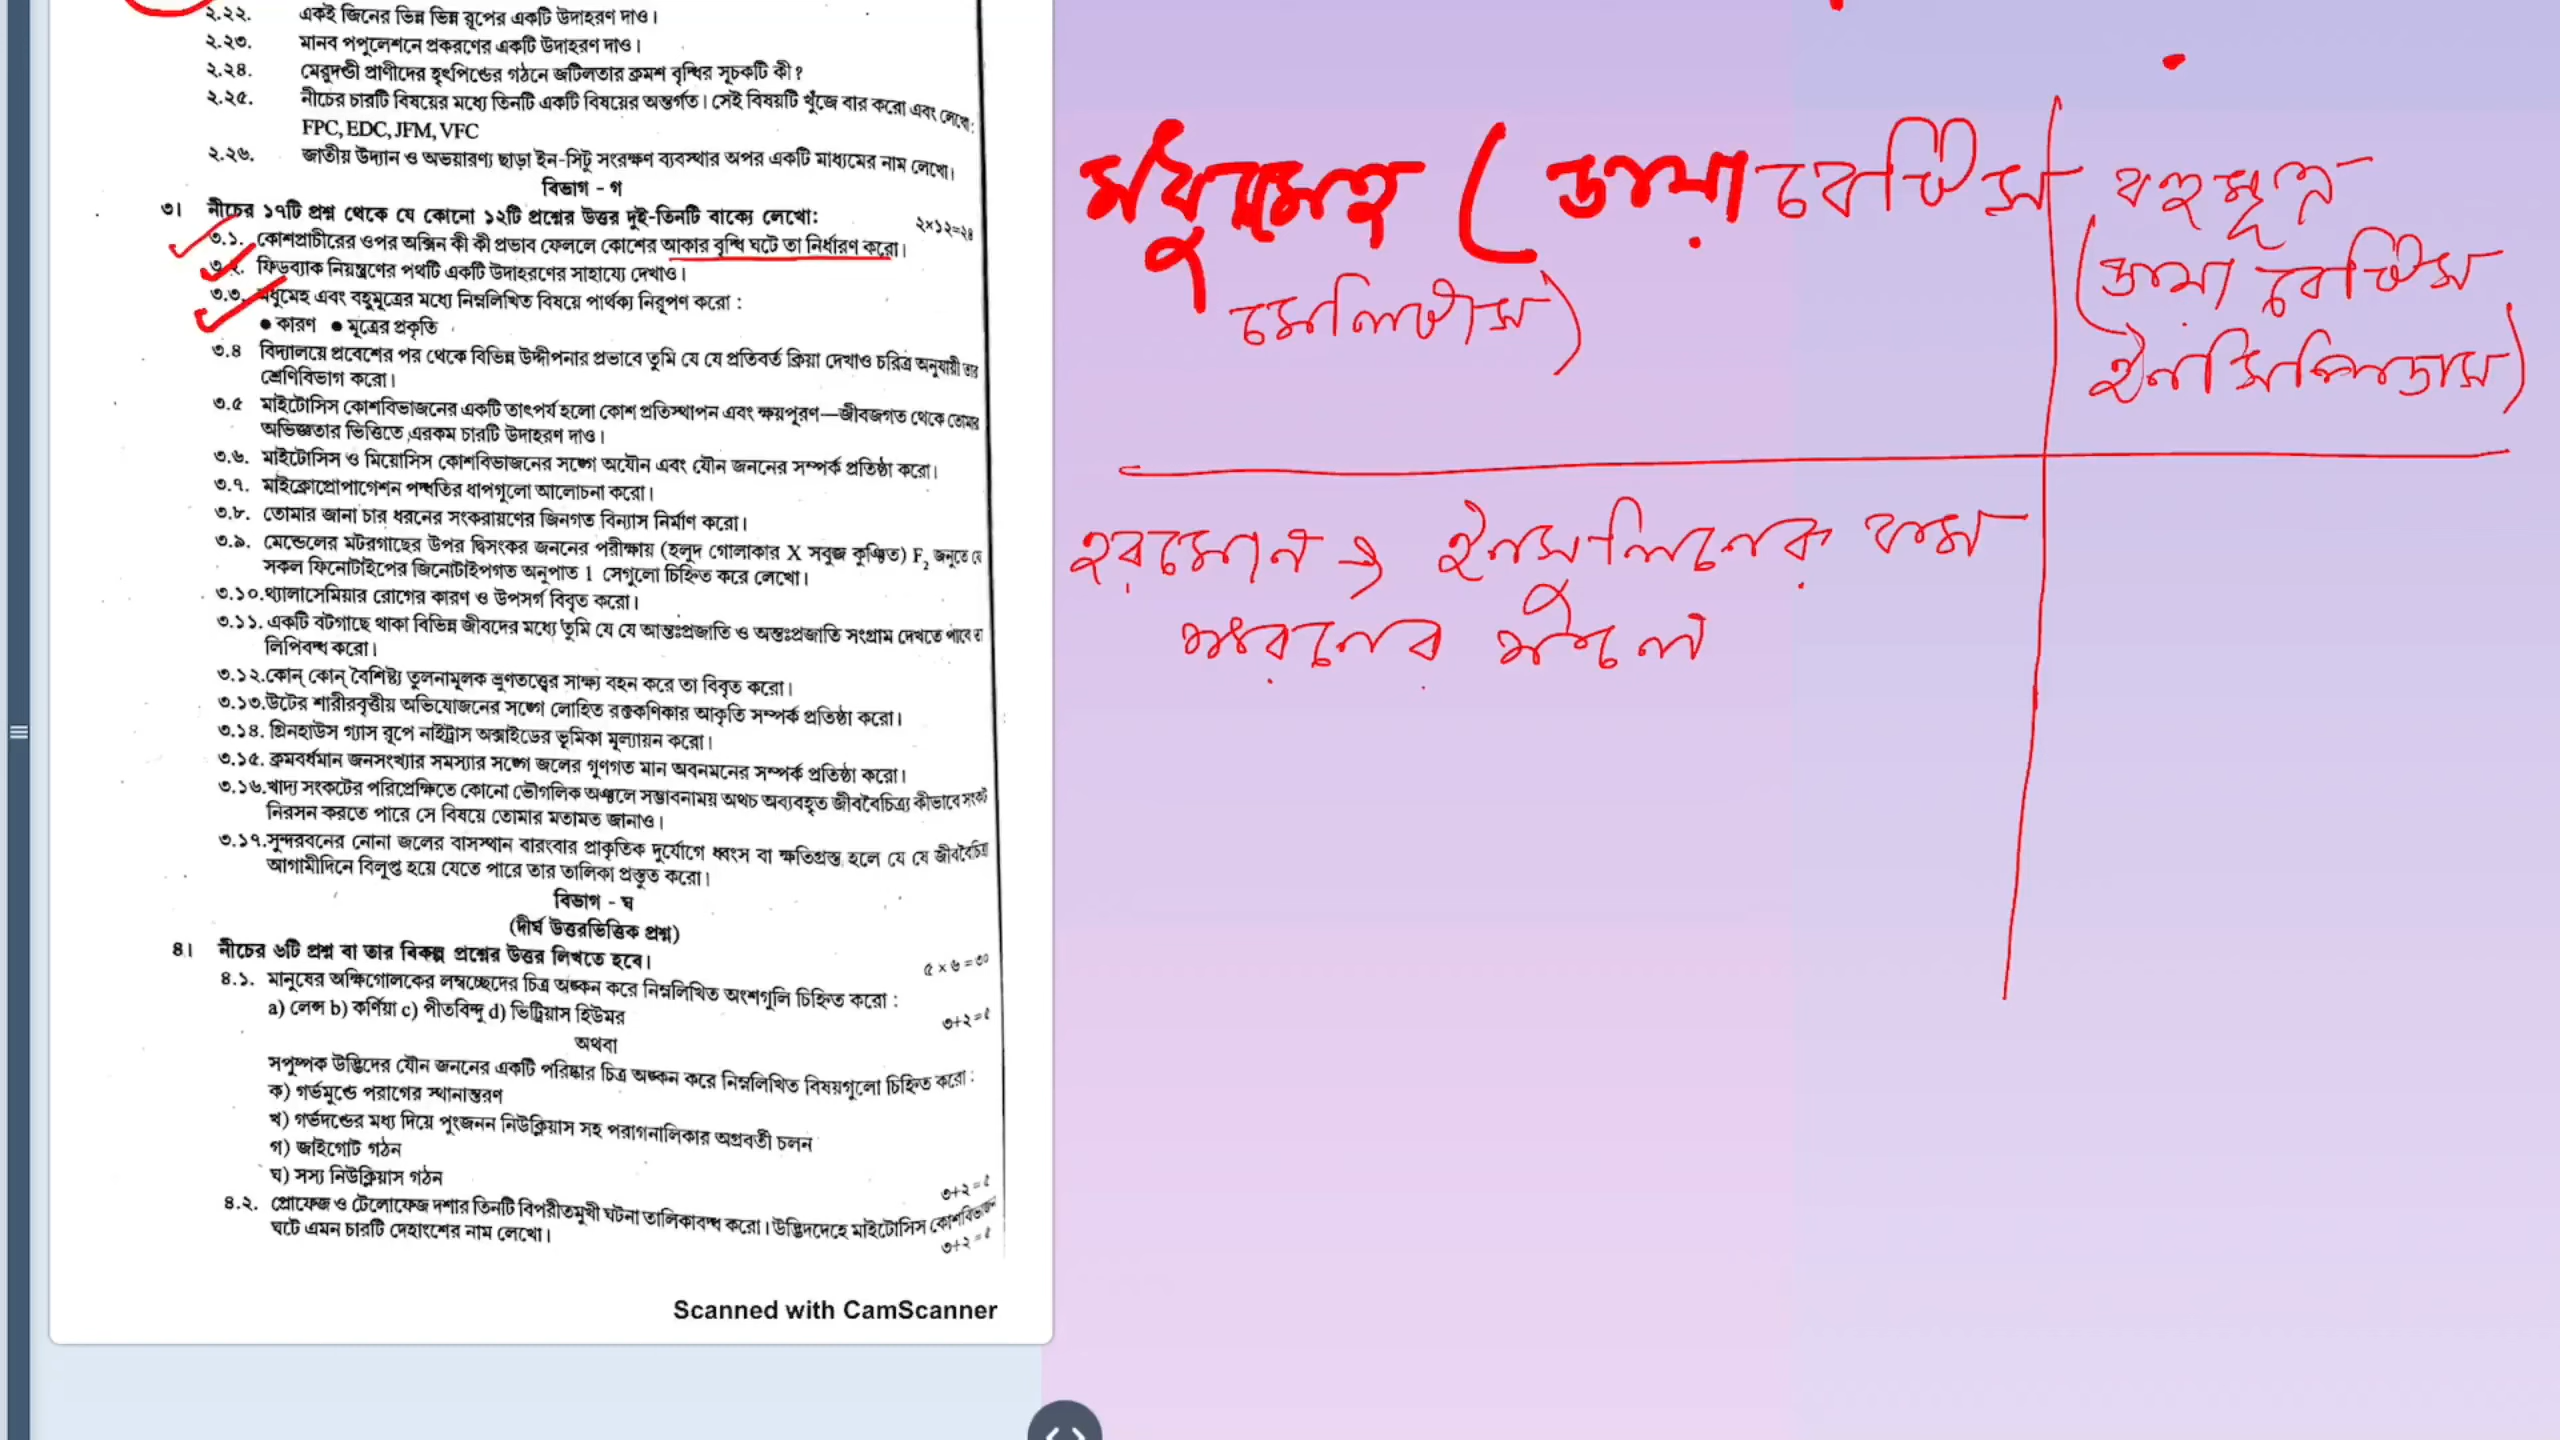 ২.২২. একই জিনের ভিন্ন ভিন্ন রূপের একটি উদাহরণ দাও।
২.২৩. মানব পপুলেশনে প্রকরণের একটি উদাহরণ দাও।
২.২৪. মেরুদণ্ডী প্রাণীদের হৃৎপিণ্ডের গঠনে জটিলতার ক্রমশ বৃদ্ধির সূচকটি কী?
২.২৫. নীচের চারটি বিষয়ের মধ্যে তিনটি একটি বিষয়ের অন্তর্গত। সেই বিষয়টি খুঁজে বার করো এবং লেখো:
FPC, EDC, JFM, VFC
২.২৬. জাতীয় উদ্যান ও অভয়ারণ্য ছাড়া ইন-সিটু সংরক্ষণ ব্যবস্থার অপর একটি মাধ্যমের নাম লেখো।
বিভাগ - গ
৩। নীচের ১৭টি প্রশ্ন থেকে যে কোনো ১২টি প্রশ্নের উত্তর দুই-তিনটি বাক্যে লেখো: ২×১২=২৪
৩.১. কোশপ্রাচীরের ওপর অক্সিন কী কী প্রভাব ফেললে কোশের আকার বৃদ্ধি ঘটে তা নির্ধারণ করো।
৩.২. ফিডব্যাক নিয়ন্ত্রণের পথটি একটি উদাহরণের সাহায্যে দেখাও।
৩.৩. মধুমেহ এবং বহুমূত্রের মধ্যে নিম্নলিখিত বিষয়ে পার্থক্য নিরূপণ করো :
● কারণ ● মূত্রের প্রকৃতি
৩.৪ বিদ্যালয়ে প্রবেশের পর থেকে বিভিন্ন উদ্দীপনার প্রভাবে তুমি যে যে প্রতিবর্ত ক্রিয়া দেখাও চরিত্র অনুযায়ী তার
শ্রেণিবিভাগ করো।
৩.৫ মাইটোসিস কোশবিভাজনের একটি তাৎপর্য হলো কোশ প্রতিস্থাপন এবং ক্ষয়পূরণ—জীবজগত থেকে তোমার
অভিজ্ঞতার ভিত্তিতে এরকম চারটি উদাহরণ দাও।
৩.৬. মাইটোসিস ও মিয়োসিস কোশবিভাজনের সঙ্গে অযৌন এবং যৌন জননের সম্পর্ক প্রতিষ্ঠা করো।
৩.৭. মাইক্রোপ্রোপাগেশন পদ্ধতির ধাপগুলো আলোচনা করো।
৩.৮. তোমার জানা চার ধরনের সংকরায়ণের জিনগত বিন্যাস নির্মাণ করো।
৩.৯. মেন্ডেলের মটরগাছের উপর দ্বিসংকর জননের পরীক্ষায় (হলুদ গোলাকার X সবুজ কুঞ্চিত) F₂ জনুতে যে
সকল ফিনোটাইপের জিনোটাইপগত অনুপাত 1 সেগুলো চিহ্নিত করে লেখো।
৩.১০. থ্যালাসেমিয়ার রোগের কারণ ও উপসর্গ বিবৃত করো।
৩.১১. একটি বটগাছে থাকা বিভিন্ন জীবদের মধ্যে তুমি যে যে আন্তঃপ্রজাতি ও অন্তঃপ্রজাতি সংগ্রাম দেখতে পাবে তা
লিপিবদ্ধ করো।
৩.১২. কোন্ কোন্ বৈশিষ্ট্য তুলনামূলক ভ্রুণতত্ত্বের সাক্ষ্য বহন করে তা বিবৃত করো।
৩.১৩. উটের শারীরবৃত্তীয় অভিযোজনের সঙ্গে লোহিত রক্তকণিকার আকৃতি সম্পর্ক প্রতিষ্ঠা করো।
৩.১৪. গ্রিনহাউস গ্যাস রূপে নাইট্রাস অক্সাইডের ভূমিকা মূল্যায়ন করো।
৩.১৫. ক্রমবর্ধমান জনসংখ্যার সমস্যার সঙ্গে জলের গুণগত মান অবনমনের সম্পর্ক প্রতিষ্ঠা করো।
৩.১৬. খাদ্য সংকটের পরিপ্রেক্ষিতে কোনো ভৌগলিক অঞ্চলে সম্ভাবনাময় অথচ অব্যবহৃত জীববৈচিত্র্য কীভাবে সংকট
নিরসন করতে পারে সে বিষয়ে তোমার মতামত জানাও।
৩.১৭. সুন্দরবনের নোনা জলের বাসস্থান বারংবার প্রাকৃতিক দুর্যোগে ধ্বংস বা ক্ষতিগ্রস্ত হলে যে যে জীববৈচিত্র্য
আগামীদিনে বিলুপ্ত হয়ে যেতে পারে তার তালিকা প্রস্তুত করো।
বিভাগ - ঘ
(দীর্ঘ উত্তরভিত্তিক প্রশ্ন)
৪। নীচের ৬টি প্রশ্ন বা তার বিকল্প প্রশ্নের উত্তর লিখতে হবে। ৫ × ৬ = ৩০
৪.১. মানুষের অক্ষিগোলকের লম্বচ্ছেদের চিত্র অঙ্কন করে নিম্নলিখিত অংশগুলি চিহ্নিত করো :
a) লেন্স b) কর্ণিয়া c) পীতবিন্দু d) ভিট্রিয়াস হিউমর ৩+২=৫
অথবা
সপুষ্পক উদ্ভিদের যৌন জননের একটি পরিষ্কার চিত্র অঙ্কন করে নিম্নলিখিত বিষয়গুলো চিহ্নিত করো :
ক) গর্ভমুণ্ডে পরাগের স্থানান্তরণ
খ) গর্ভদণ্ডের মধ্য দিয়ে পুংজনন নিউক্লিয়াস সহ পরাগনালিকার অগ্রবর্তী চলন
গ) জাইগোট গঠন
ঘ) সস্য নিউক্লিয়াস গঠন ৩+২=৫
৪.২. প্রোফেজ ও টেলোফেজ দশার তিনটি বিপরীতমুখী ঘটনা তালিকাবদ্ধ করো। উদ্ভিদদেহে মাইটোসিস কোশবিভাজন
ঘটে এমন চারটি দেহাংশের নাম লেখো। ৩+২=৫
Scanned with CamScanner
মধুমেহ (ডায়াবেটিস
মেলিটাস)
বহুমূত্র
(ডায়াবেটিস
ইনসিপিডাস)
হরমোন → ইনসুলিনের কম
ক্ষরণের ফলে